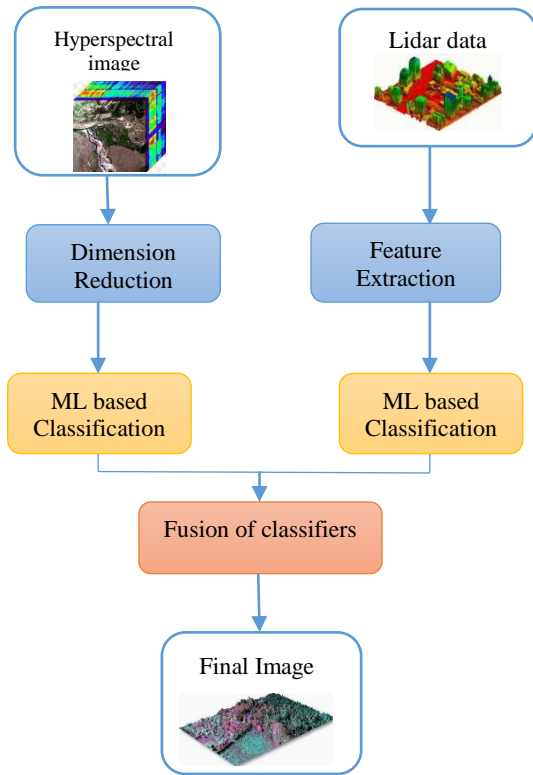 Hyperspectral
image
Lidar data
Dimension
Reduction
Feature
Extraction
ML based
Classification
ML based
Classification
Fusion of classifiers
Final Image